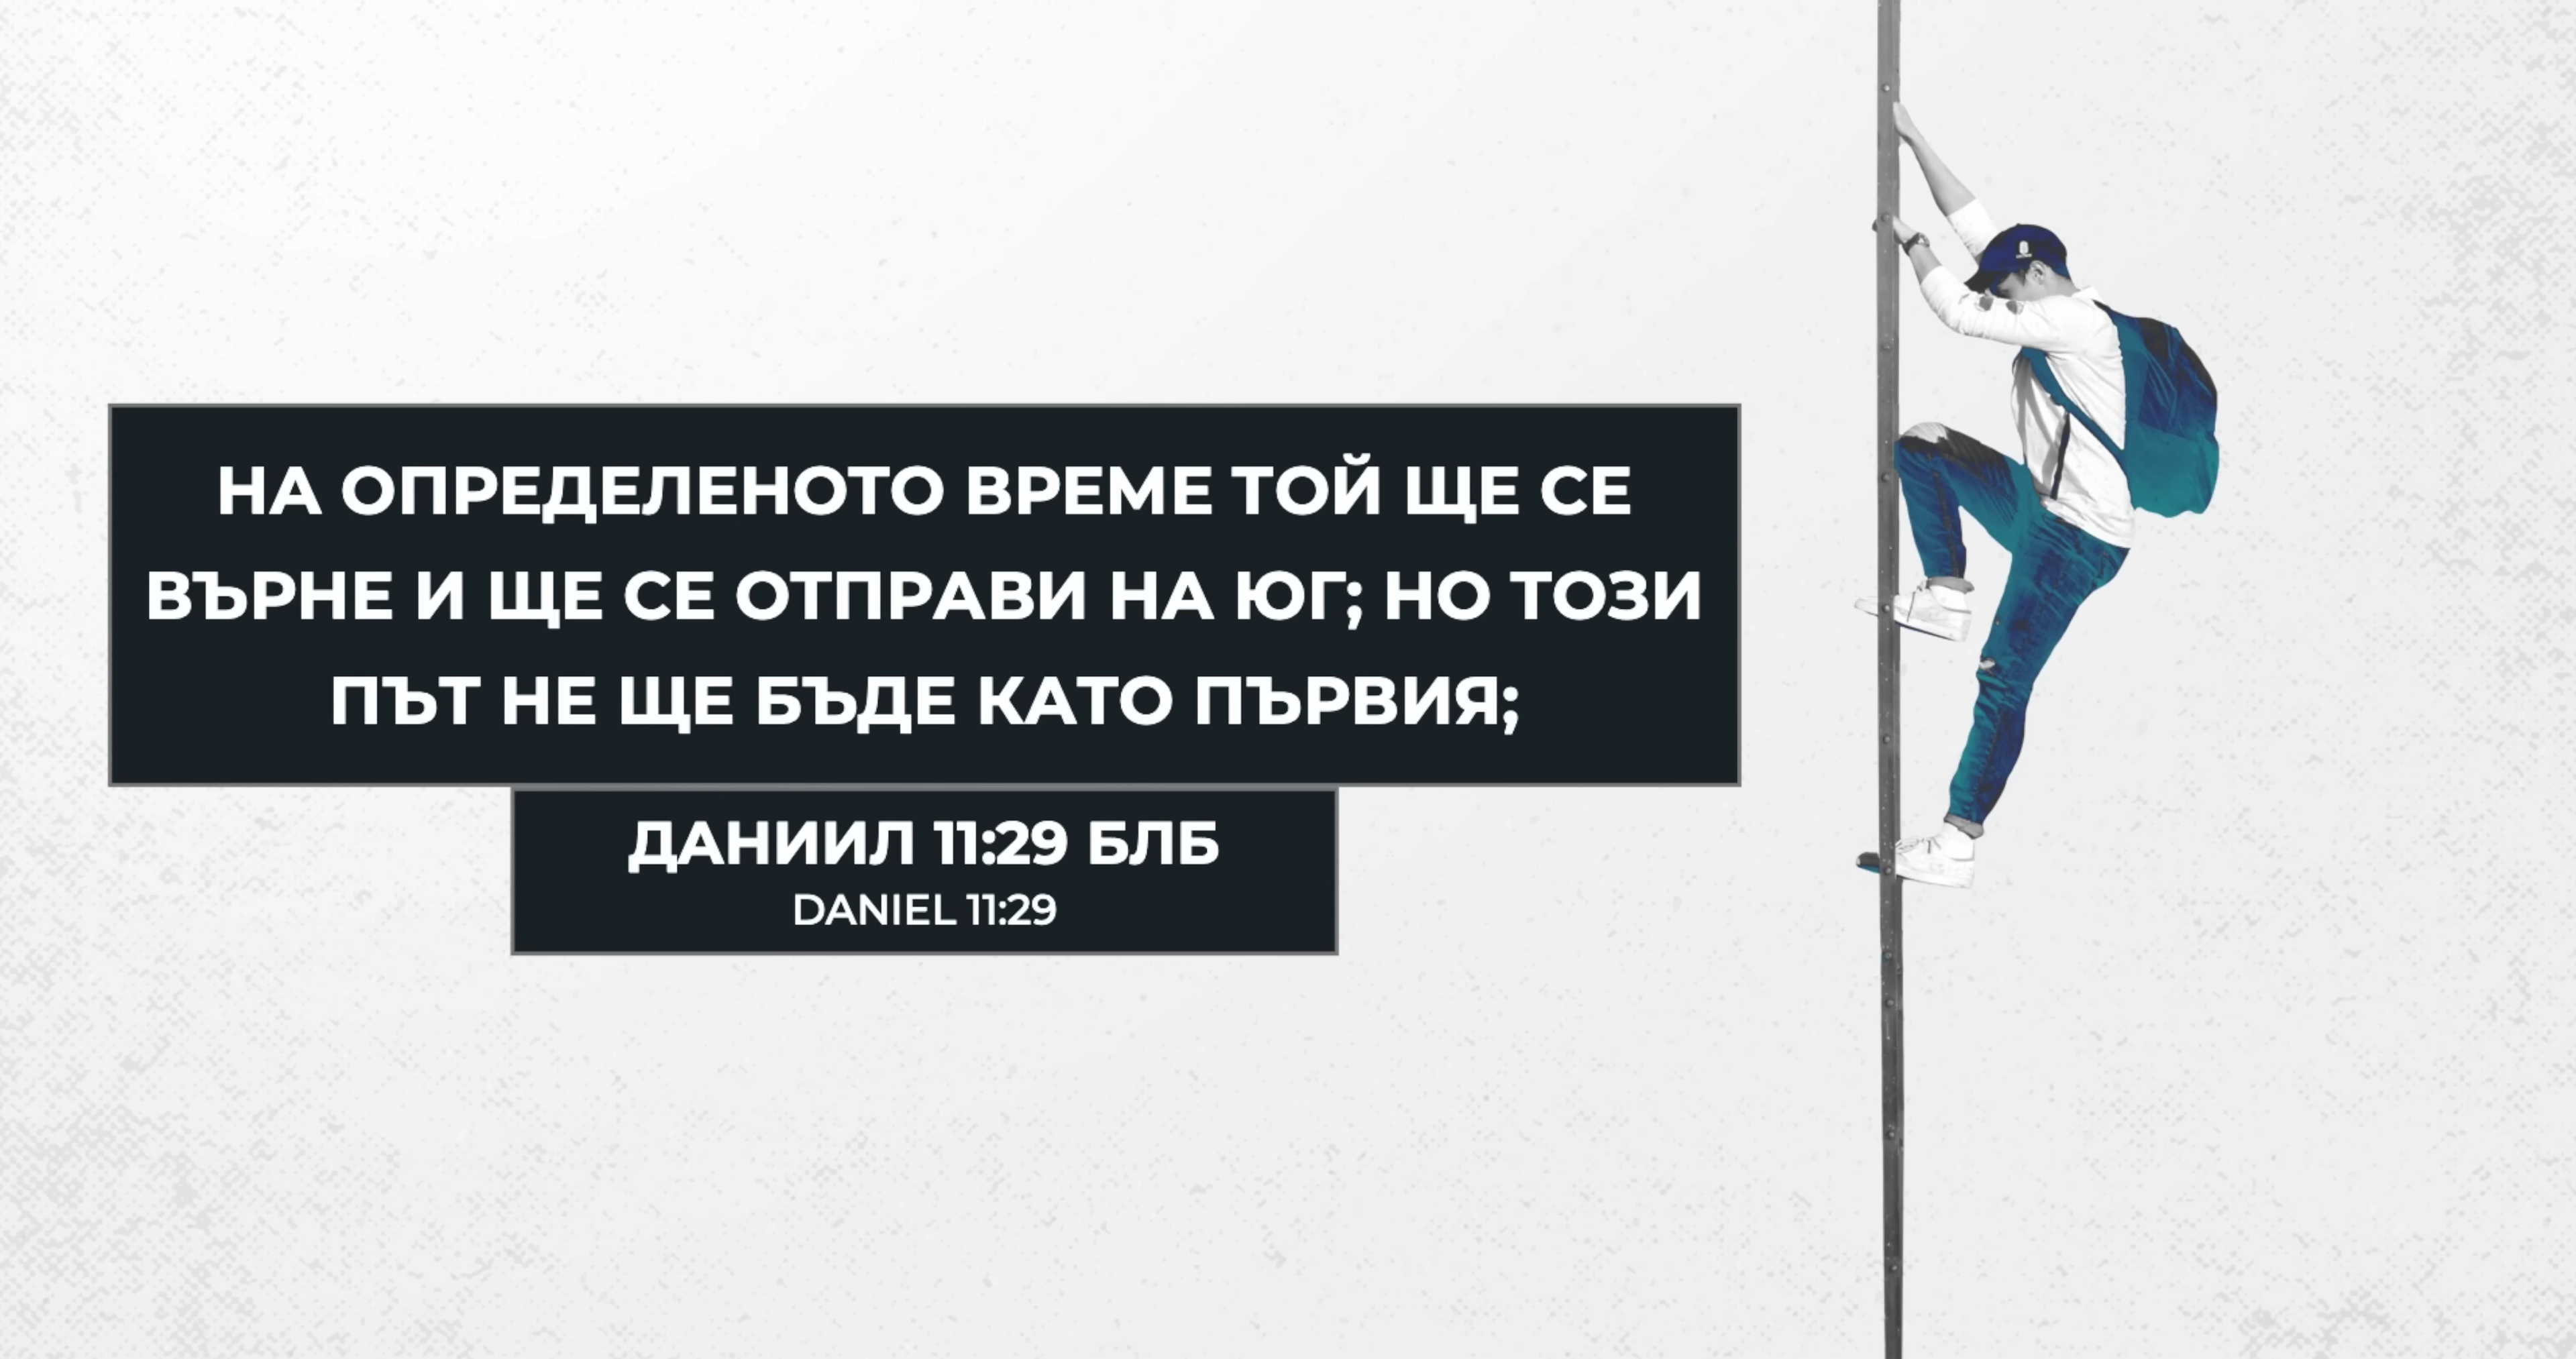 НА ОПРЕДЕЛЕНОТО ВРЕМЕ ТОЙ ЩЕ СЕ
ВЪРНЕ И ЩЕ СЕ ОТПРАВИ НА ЮГ; НО ТОЗИ
ПЪТ НЕ ЩЕ БЪДЕ КАТО ПЪРВИЯ;
ДАНИИЛ 11:29 БЛБ
DANIEL 11:29